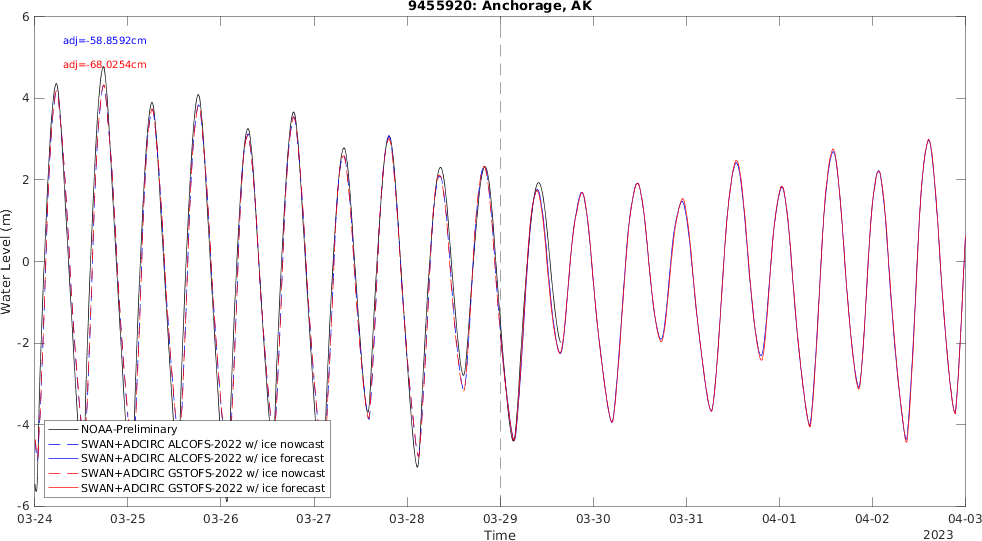 9455920: Anchorage, AK
adj=-58.8592cm
adj=-68.0254cm
6
4
2
0
-2
-4
-6
Water Level (m)
NOAA-Preliminary
SWAN+ADCIRC ALCOFS-2022 w/ ice nowcast
SWAN+ADCIRC ALCOFS-2022 w/ ice forecast
SWAN+ADCIRC GSTOFS-2022 w/ ice nowcast
SWAN+ADCIRC GSTOFS-2022 w/ ice forecast
03-24 03-25 03-26 03-27 03-28 03-29 03-30 03-31 04-01 04-02 04-03
Time
2023